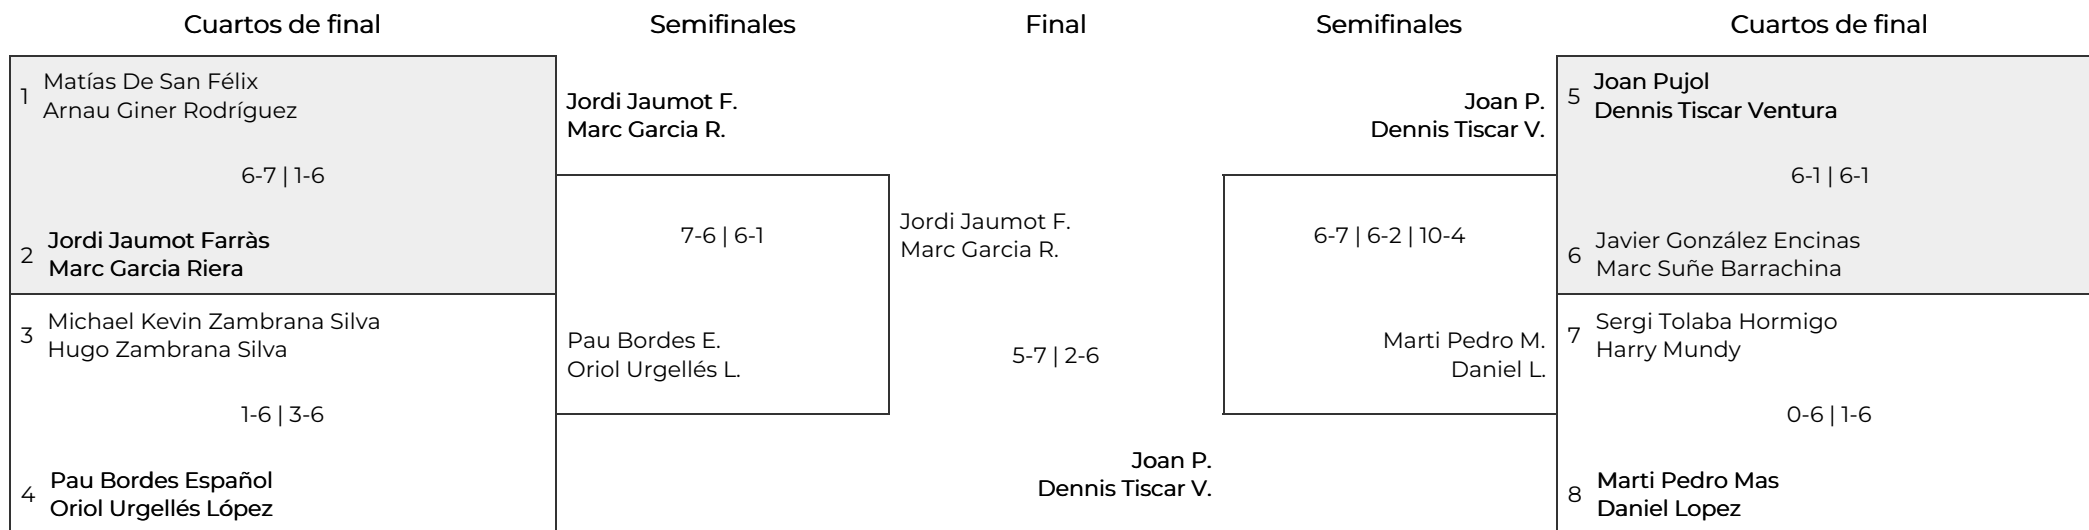 Cuartos de final
Semifinales
Final
Semifinales
Cuartos de final
1
Matías De San Félix
Arnau Giner Rodríguez
6-7 | 1-6
2
Jordi Jaumot Farràs
Marc Garcia Riera
3
Michael Kevin Zambrana Silva
Hugo Zambrana Silva
1-6 | 3-6
4
Pau Bordes Español
Oriol Urgellés López
Jordi Jaumot F.
Marc Garcia R.
7-6 | 6-1
Pau Bordes E.
Oriol Urgellés L.
Jordi Jaumot F.
Marc Garcia R.
5-7 | 2-6
Joan P.
Dennis Tiscar V.
Joan P.
Dennis Tiscar V.
6-7 | 6-2 | 10-4
Marti Pedro M.
Daniel L.
5
Joan Pujol
Dennis Tiscar Ventura
6-1 | 6-1
6
Javier González Encinas
Marc Suñe Barrachina
7
Sergi Tolaba Hormigo
Harry Mundy
0-6 | 1-6
8
Marti Pedro Mas
Daniel Lopez